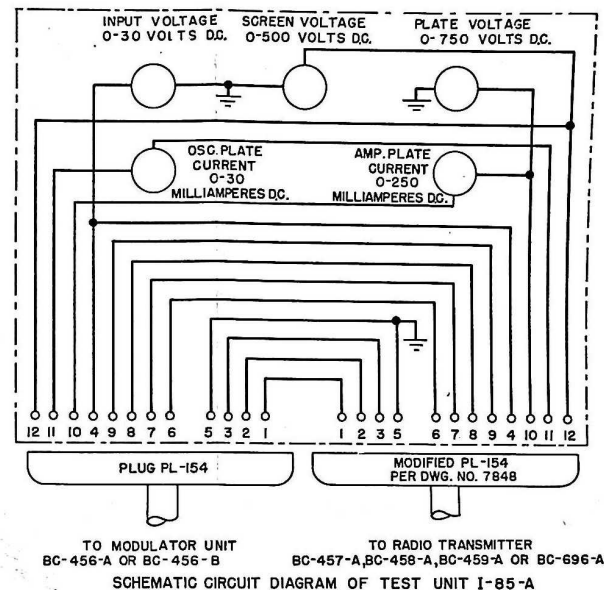 INPUT VOLTAGE
0-30 VOLTS D.C.
SCREEN VOLTAGE
0-500 VOLTS D.C.
PLATE VOLTAGE
0-750 VOLTS D.C.
OSC. PLATE
CURRENT
0-30
MILLIAMPERES D.C.
AMP. PLATE
CURRENT
0-250
MILLIAMPERES D.C.
12 11 10 4 9 8 7 6 5 3 2 1
1 2 3 5 6 7 8 9 4 10 11 12
PLUG PL-154
MODIFIED PL-154
PER DWG. NO. 7848
TO MODULATOR UNIT
BC-456-A OR BC-456-B
TO RADIO TRANSMITTER
BC-457-A, BC-458-A, BC-459-A OR BC-696-A
SCHEMATIC CIRCUIT DIAGRAM OF TEST UNIT I-85-A